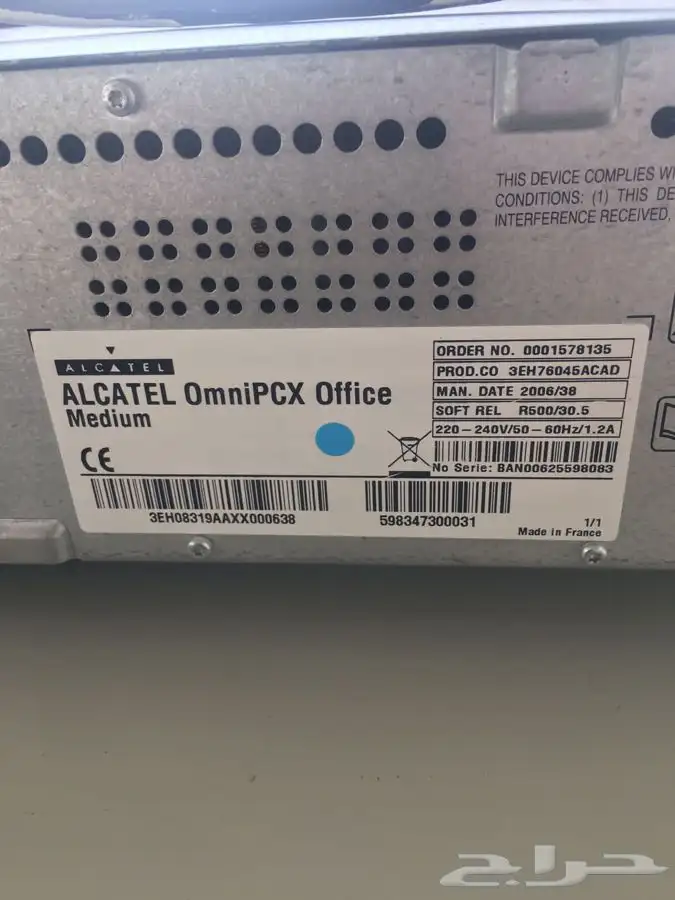 THIS DEVICE COMPLIES
CONDITIONS: (1) THIS
INTERFERENCE RECEIVED,
ALCATEL
ALCATEL OmniPCX Office
Medium
CE
ORDER NO. 0001578135
PROD.CO 3EH76045ACAD
MAN. DATE 2006/38
SOFT REL R500/30.5
220-240V/50-60Hz/1.2A
No Serie: BAN00625598083
3EH08319AAXX000638
598347300031
1/1
Made in France
حراج